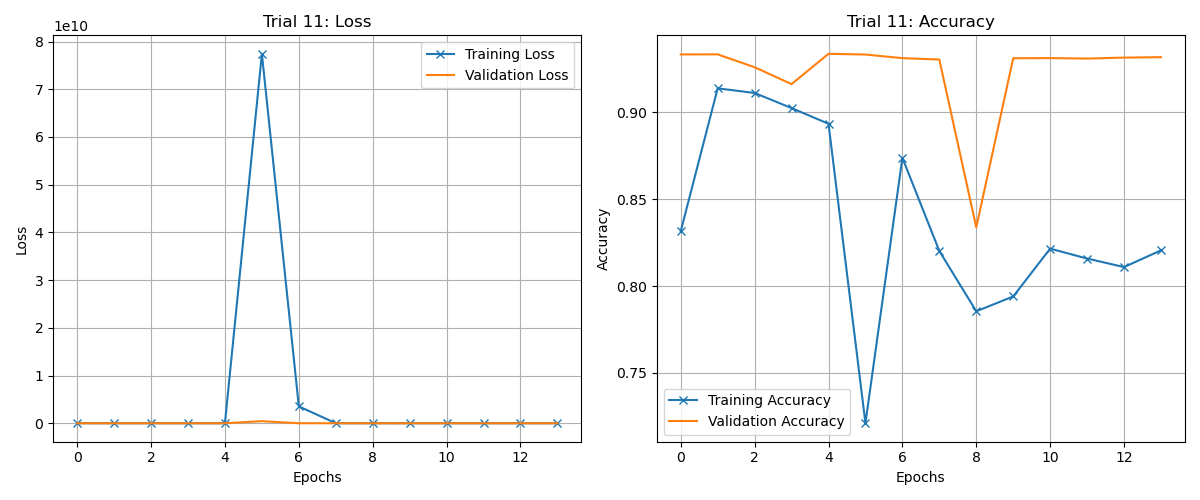 Trial 11: Loss
1e10
8
7
6
5
4
3
2
1
0
Loss
0 2 4 6 8 10 12
Epochs
Training Loss
Validation Loss
Trial 11: Accuracy
0.90
0.85
0.80
0.75
Accuracy
0 2 4 6 8 10 12
Epochs
Training Accuracy
Validation Accuracy